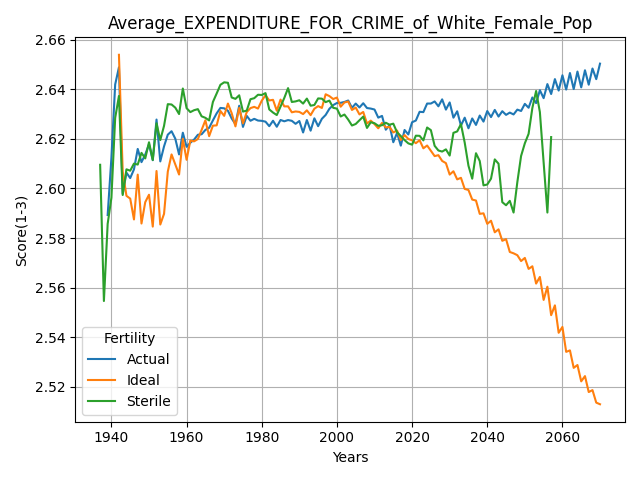 Average_EXPENDITURE_FOR_CRIME_of_White_Female_Pop
2.66
2.64
2.62
2.60
2.58
2.56
2.54
2.52
Score(1-3)
Fertility
Actual
Ideal
Sterile
1940 1960 1980 2000 2020 2040 2060
Years